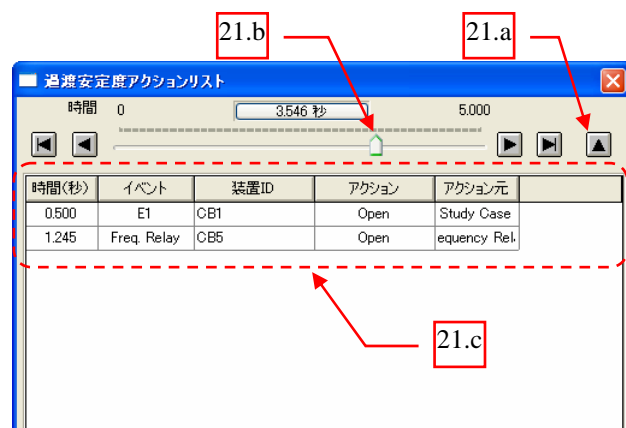 21.b
21.a
過渡安定度アクションリスト
時間 0 3.546 秒 5.000
時間(秒) イベント 装置ID アクション アクション元
0.500 E1 CB1 Open Study Case
1.245 Freq. Relay CB5 Open equency Rel
21.c